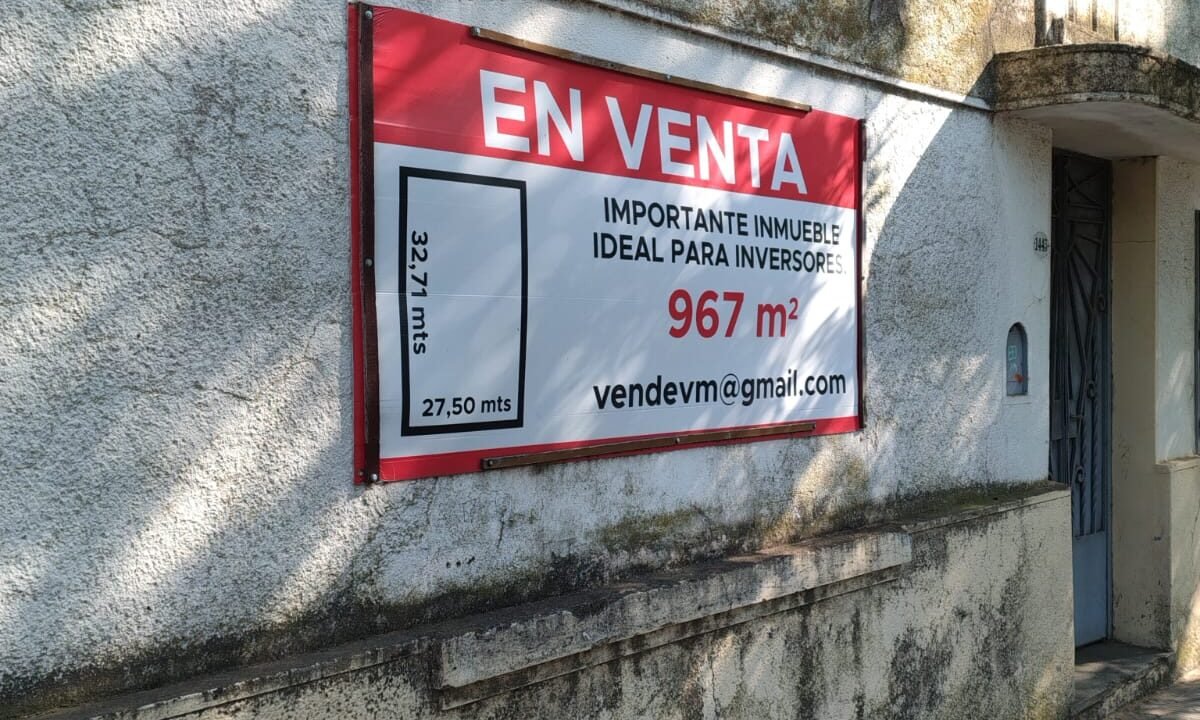 EN VENTA
IMPORTANTE INMUEBLE
IDEAL PARA INVERSORES.
967 m²
vendevm@gmail.com
32,71 mts
27,50 mts